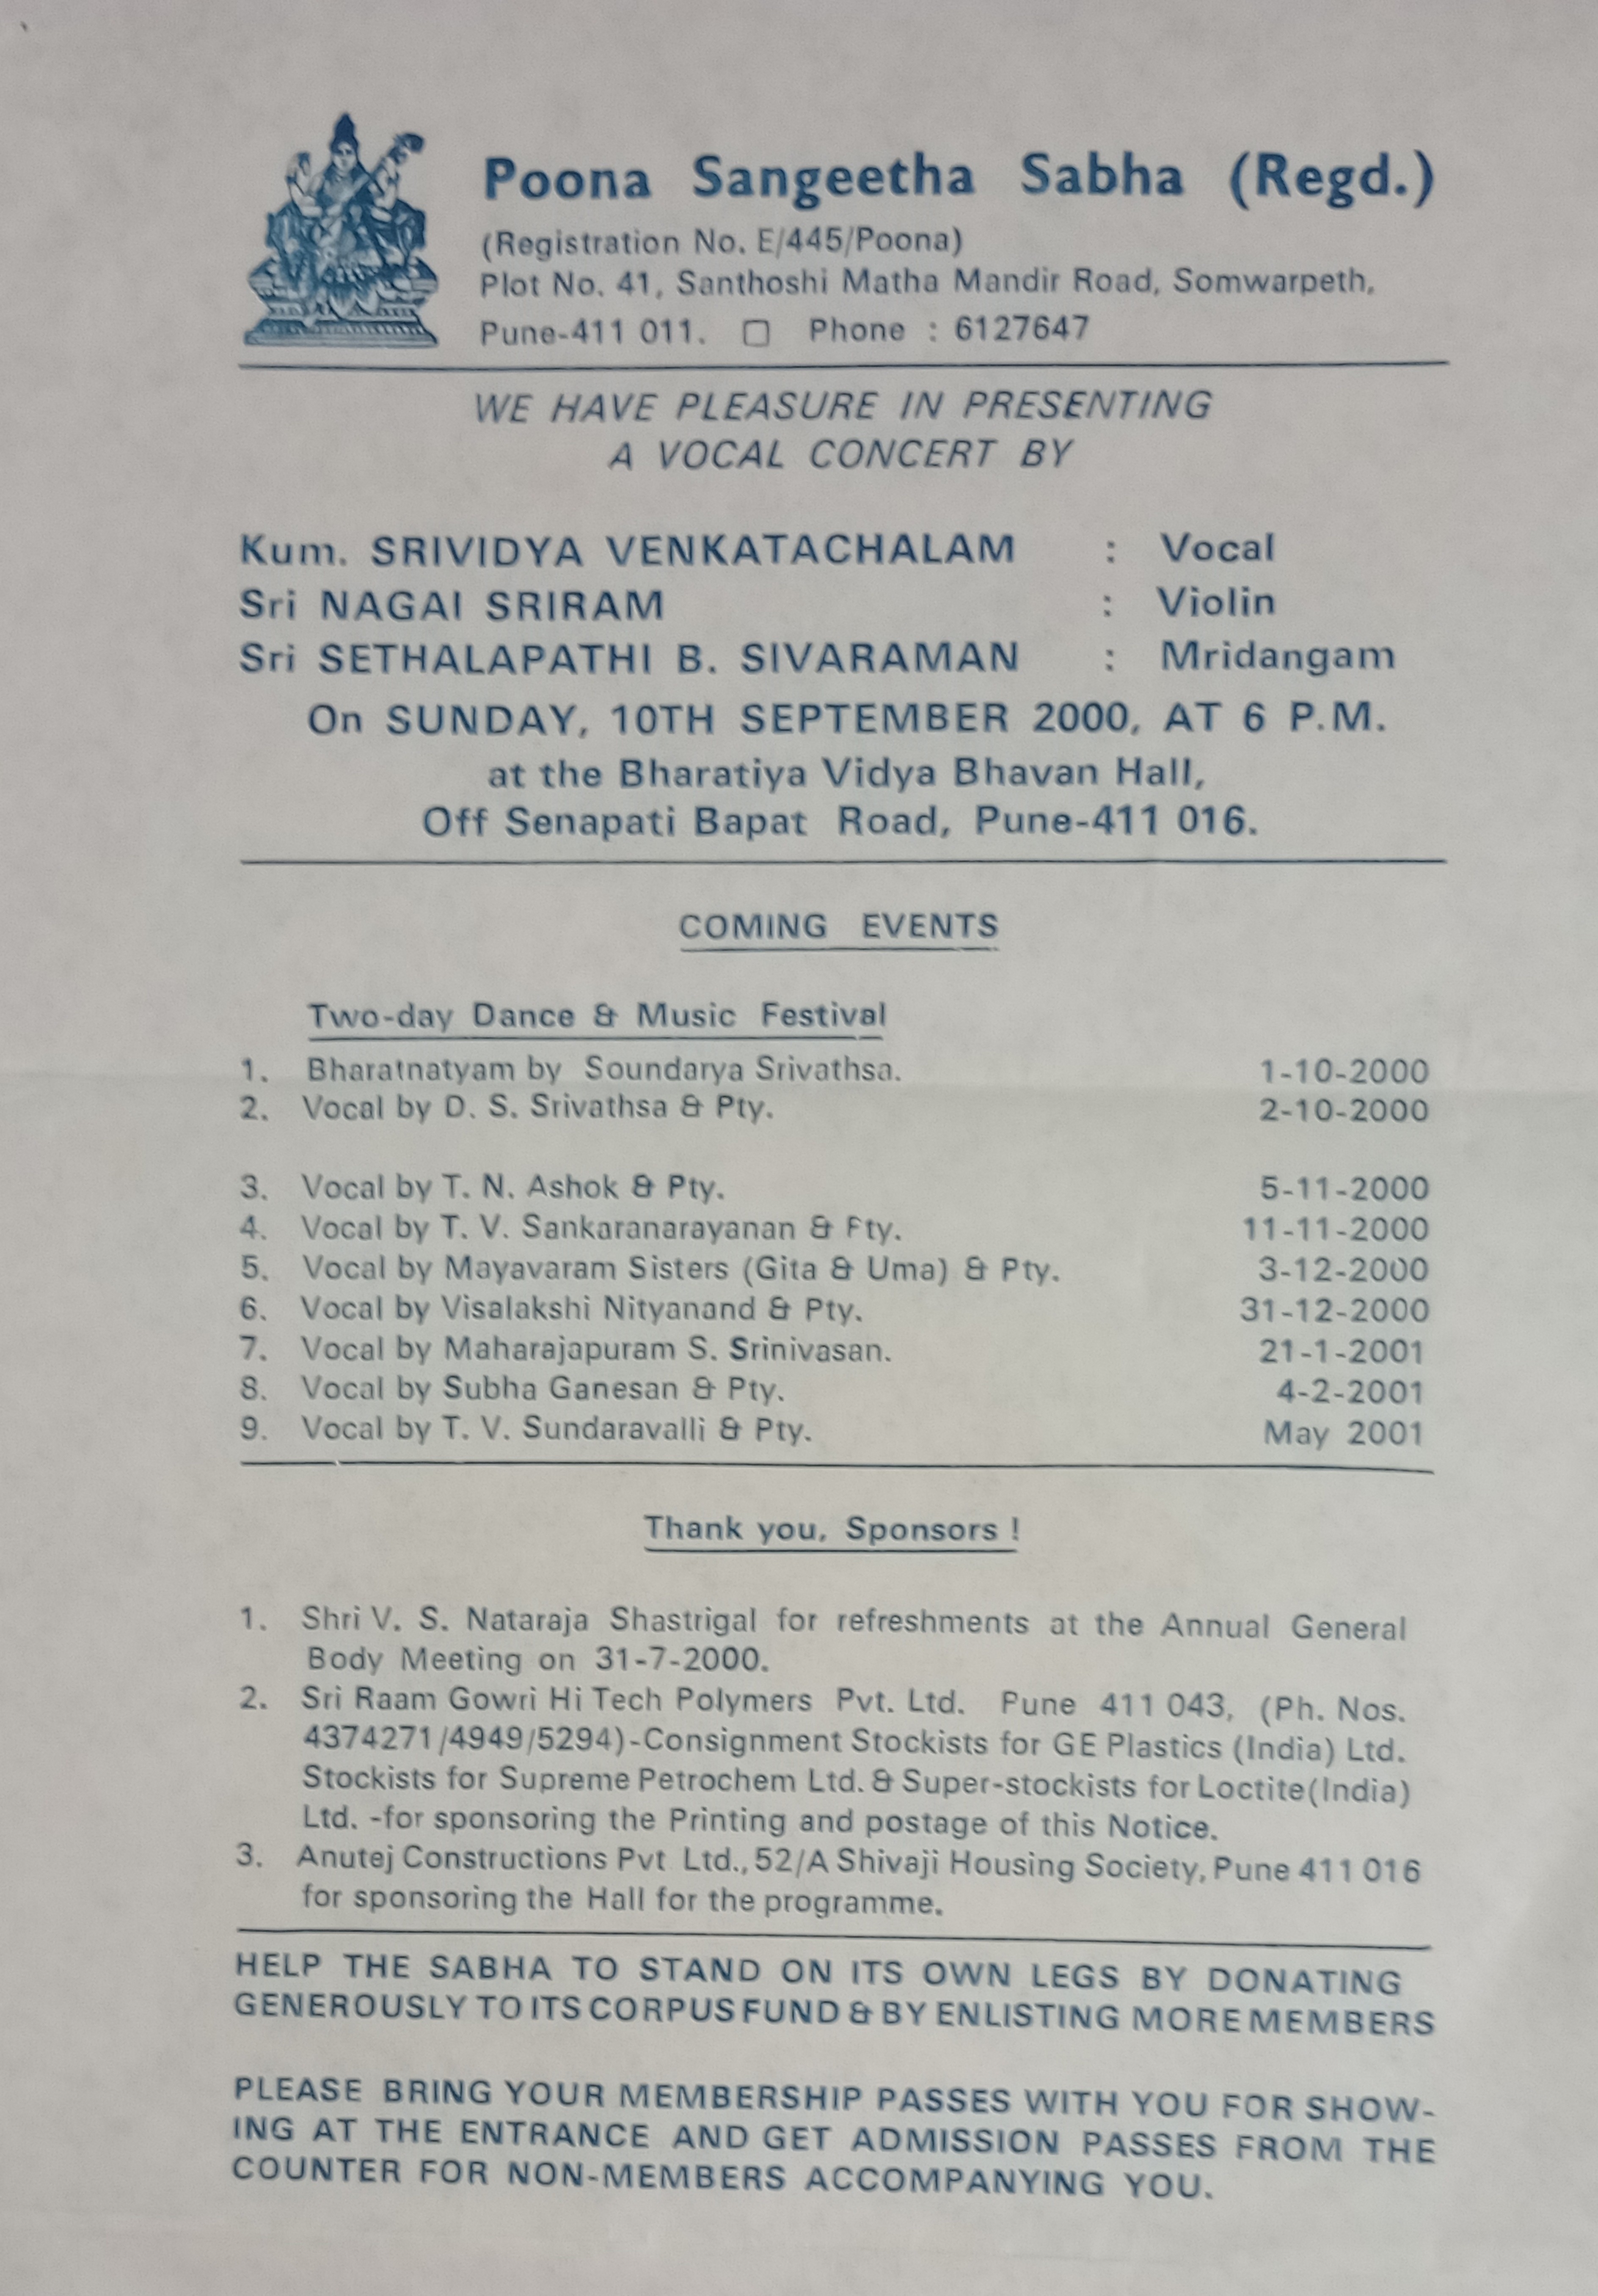 Poona Sangeetha Sabha (Regd.)
(Registration No. E/445/Poona)
Plot No. 41, Santhoshi Matha Mandir Road, Somwarpeth,
Pune-411 011. □ Phone : 6127647
WE HAVE PLEASURE IN PRESENTING
A VOCAL CONCERT BY
Kum. SRIVIDYA VENKATACHALAM : Vocal
Sri NAGAI SRIRAM : Violin
Sri SETHALAPATHI B. SIVARAMAN : Mridangam
On SUNDAY, 10TH SEPTEMBER 2000, AT 6 P.M.
at the Bharatiya Vidya Bhavan Hall,
Off Senapati Bapat Road, Pune-411 016.
COMING EVENTS
Two-day Dance & Music Festival
1. Bharatnatyam by Soundarya Srivathsa. 1-10-2000
2. Vocal by D. S. Srivathsa & Pty. 2-10-2000
3. Vocal by T. N. Ashok & Pty. 5-11-2000
4. Vocal by T. V. Sankaranarayanan & Pty. 11-11-2000
5. Vocal by Mayavaram Sisters (Gita & Uma) & Pty. 3-12-2000
6. Vocal by Visalakshi Nityanand & Pty. 31-12-2000
7. Vocal by Maharajapuram S. Srinivasan. 21-1-2001
8. Vocal by Subha Ganesan & Pty. 4-2-2001
9. Vocal by T. V. Sundaravalli & Pty. May 2001
Thank you, Sponsors !
1. Shri V. S. Nataraja Shastrigal for refreshments at the Annual General
Body Meeting on 31-7-2000.
2. Sri Raam Gowri Hi Tech Polymers Pvt. Ltd. Pune 411 043, (Ph. Nos.
4374271/4949/5294)-Consignment Stockists for GE Plastics (India) Ltd.
Stockists for Supreme Petrochem Ltd. & Super-stockists for Loctite(India)
Ltd. -for sponsoring the Printing and postage of this Notice.
3. Anutej Constructions Pvt Ltd., 52/A Shivaji Housing Society, Pune 411 016
for sponsoring the Hall for the programme.
HELP THE SABHA TO STAND ON ITS OWN LEGS BY DONATING
GENEROUSLY TO ITS CORPUS FUND & BY ENLISTING MORE MEMBERS
PLEASE BRING YOUR MEMBERSHIP PASSES WITH YOU FOR SHOW-
ING AT THE ENTRANCE AND GET ADMISSION PASSES FROM THE
COUNTER FOR NON-MEMBERS ACCOMPANYING YOU.